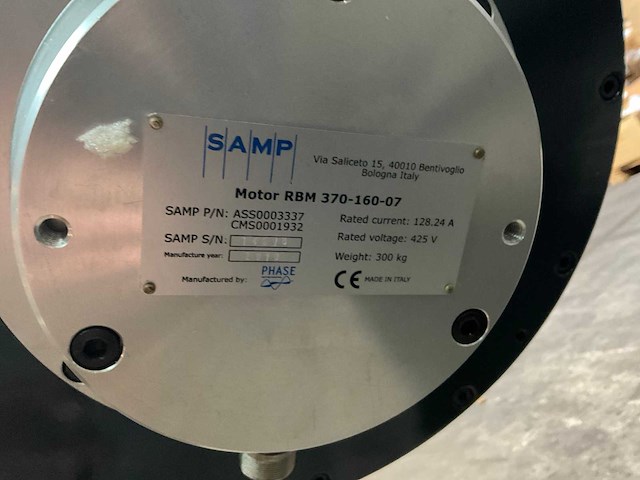 SAMP
Via Saliceto 15, 40010 Bentivoglio
Bologna Italy
Motor RBM 370-160-07
SAMP P/N: ASS0003337
CMS0001932
SAMP S/N:
Manufacture year:
Manufactured by: PHASE
Rated current: 128.24 A
Rated voltage: 425 V
Weight: 300 kg
CE MADE IN ITALY